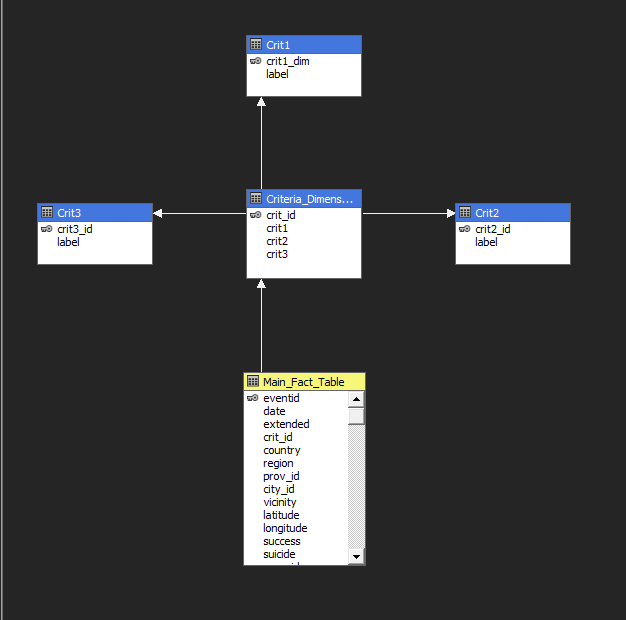 Crit1
crit1_dim
label
Crit3
crit3_id
label
Criteria_Dimens...
crit_id
crit1
crit2
crit3
Crit2
crit2_id
label
Main_Fact_Table
eventid
date
extended
crit_id
country
region
prov_id
city_id
vicinity
latitude
longitude
success
suicide